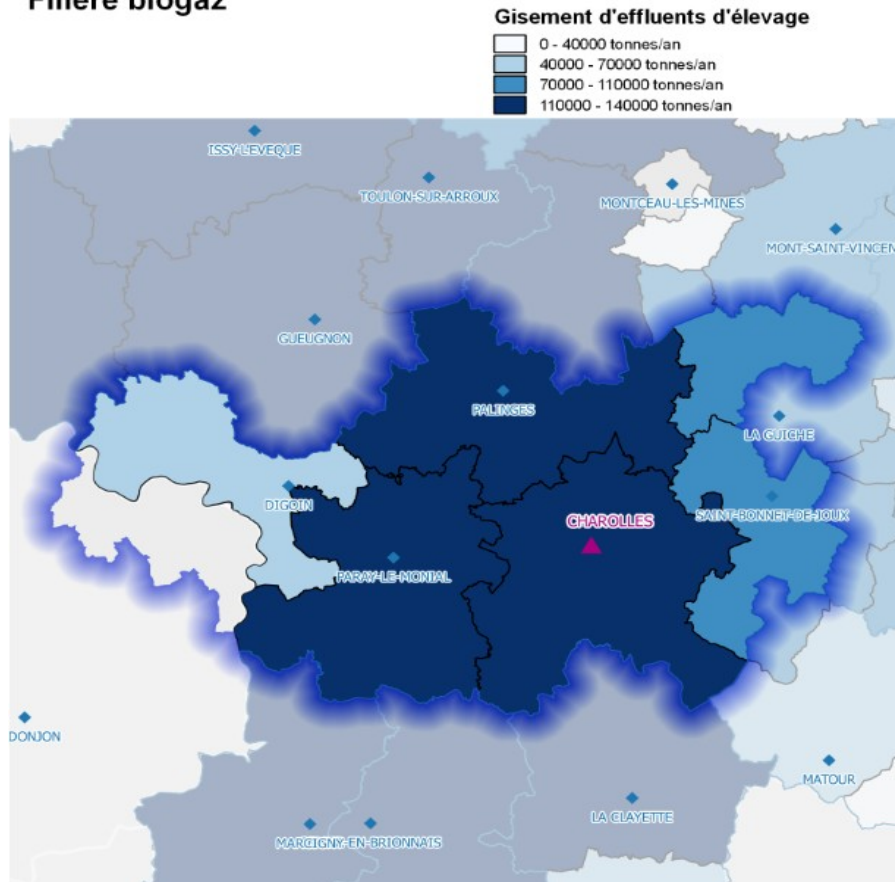 Filière biogaz
Gisement d'effluents d'élevage
0 - 40000 tonnes/an
40000 - 70000 tonnes/an
70000 - 110000 tonnes/an
110000 - 140000 tonnes/an
ISSY-L'EVEQUE
TOULON-SUR-ARROUX
MONTCEAU-LES-MINES
MONT-SAINT-VINCEN
GUEUGNON
PALINGES
LA GUICHE
DIGOIN
SAINT-BONNET-DE-JOUX
CHAROLLES
PARAY-LE-MONIAL
DONJON
MATOUR
LA CLAYETTE
MARCIGNY-EN-BRIONNAIS